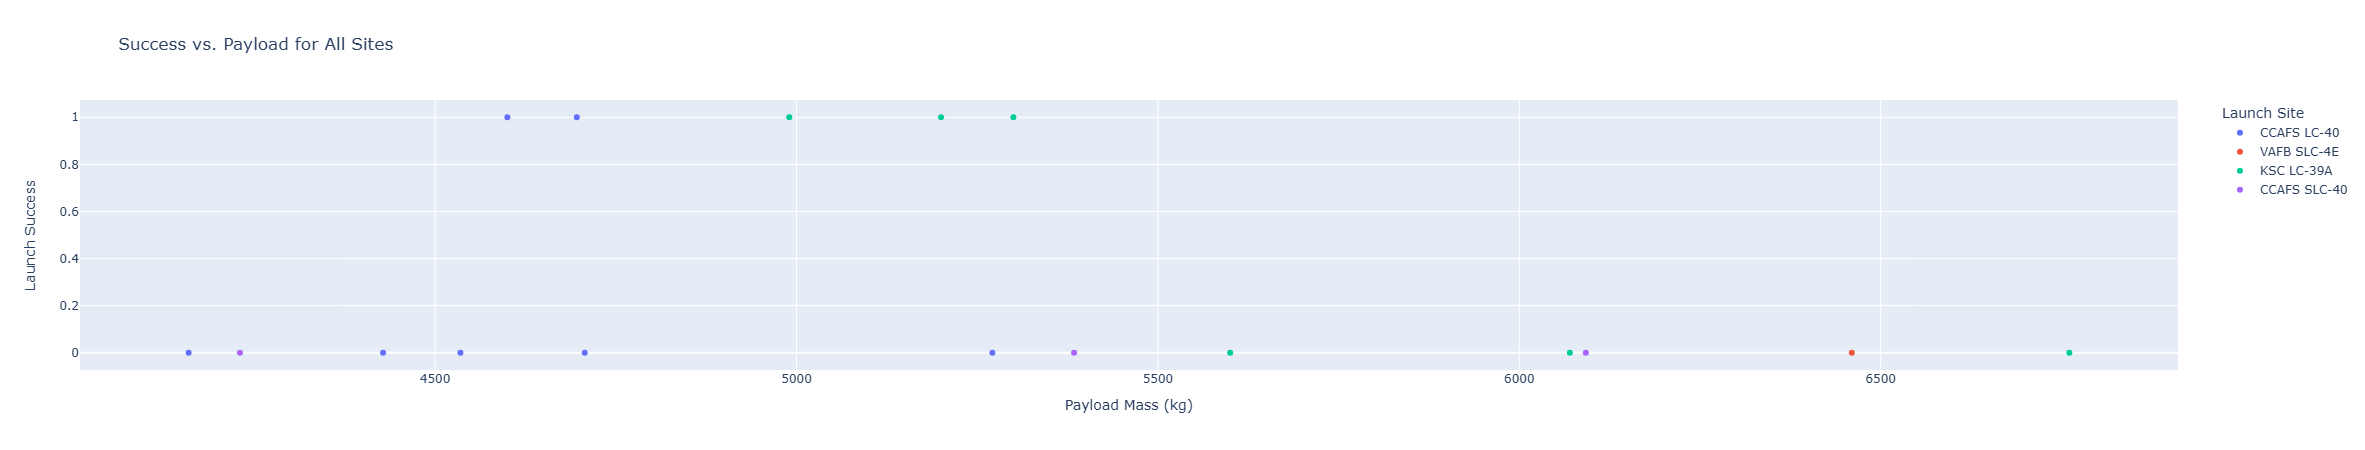 Success vs. Payload for All Sites
Launch Success
1
0.8
0.6
0.4
0.2
0
4500
5000
5500
6000
6500
Payload Mass (kg)
Launch Site
CCAFS LC-40
VAFB SLC-4E
KSC LC-39A
CCAFS SLC-40